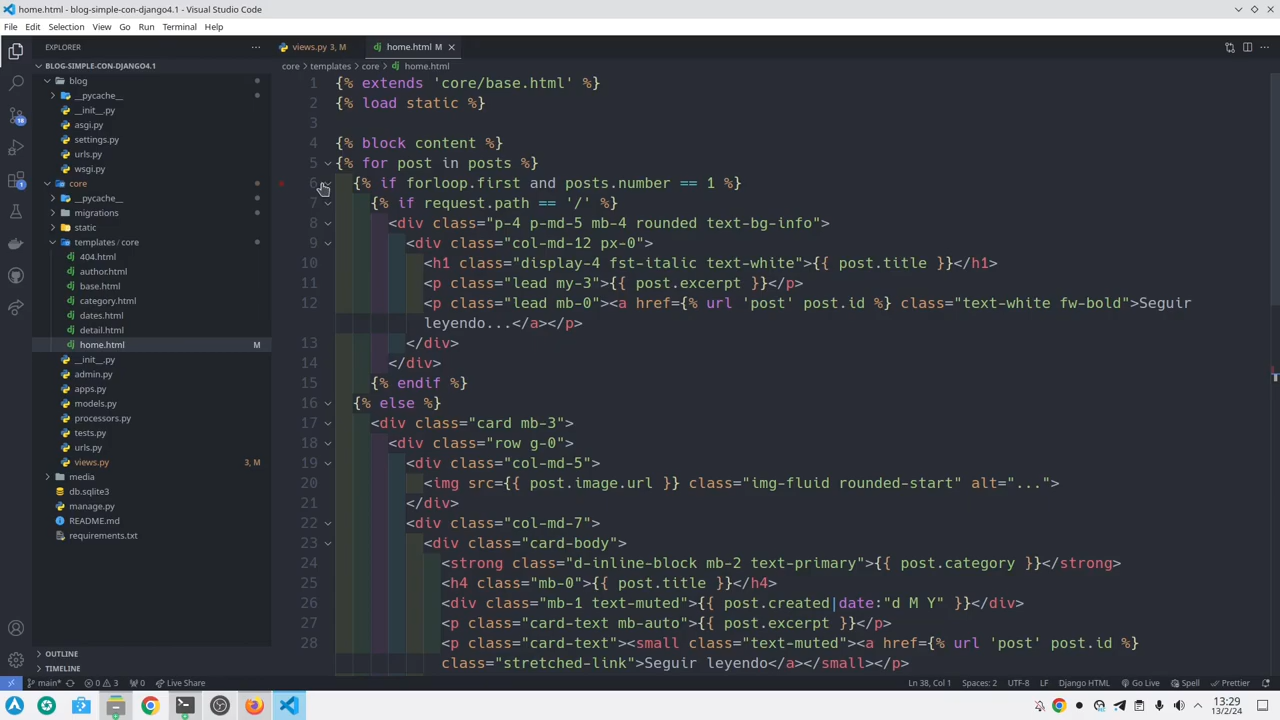 home.html - blog-simple-con-django4.1 - Visual Studio Code
File Edit Selection View Go Run Terminal Help
EXPLORER
BLOG-SIMPLE-CON-DJANGO4.1
blog
__pycache__
__init__.py
asgi.py
settings.py
urls.py
wsgi.py
core
__pycache__
migrations
static
templates / core
404.html
author.html
base.html
category.html
dates.html
detail.html
home.html M
__init__.py
admin.py
apps.py
models.py
processors.py
tests.py
urls.py
views.py 3, M
media
db.sqlite3
manage.py
README.md
requirements.txt
OUTLINE
TIMELINE
views.py 3, M home.html M
core > templates > core > home.html
1 {% extends 'core/base.html' %}
2 {% load static %}
3
4 {% block content %}
5 {% for post in posts %}
6 {% if forloop.first and posts.number == 1 %}
7 {% if request.path == '/' %}
8 <div class="p-4 p-md-5 mb-4 rounded text-bg-info">
9 <div class="col-md-12 px-0">
10 <h1 class="display-4 fst-italic text-white">{{ post.title }}</h1>
11 <p class="lead my-3">{{ post.excerpt }}</p>
12 <p class="lead mb-0"><a href={% url 'post' post.id %} class="text-white fw-bold">Seguir
leyendo...</a></p>
13 </div>
14 </div>
15 {% endif %}
16 {% else %}
17 <div class="card mb-3">
18 <div class="row g-0">
19 <div class="col-md-5">
20 <img src={{ post.image.url }} class="img-fluid rounded-start" alt="...">
21 </div>
22 <div class="col-md-7">
23 <div class="card-body">
24 <strong class="d-inline-block mb-2 text-primary">{{ post.category }}</strong>
25 <h4 class="mb-0">{{ post.title }}</h4>
26 <div class="mb-1 text-muted">{{ post.created|date:"d M Y" }}</div>
27 <p class="card-text mb-auto">{{ post.excerpt }}</p>
28 <p class="card-text"><small class="text-muted"><a href={% url 'post' post.id %}
class="stretched-link">Seguir leyendo</a></small></p>
main* 0 3 0 Live Share Ln 38, Col 1 Spaces: 2 UTF-8 LF Django HTML Go Live Spell Prettier
13:29
13/2/24